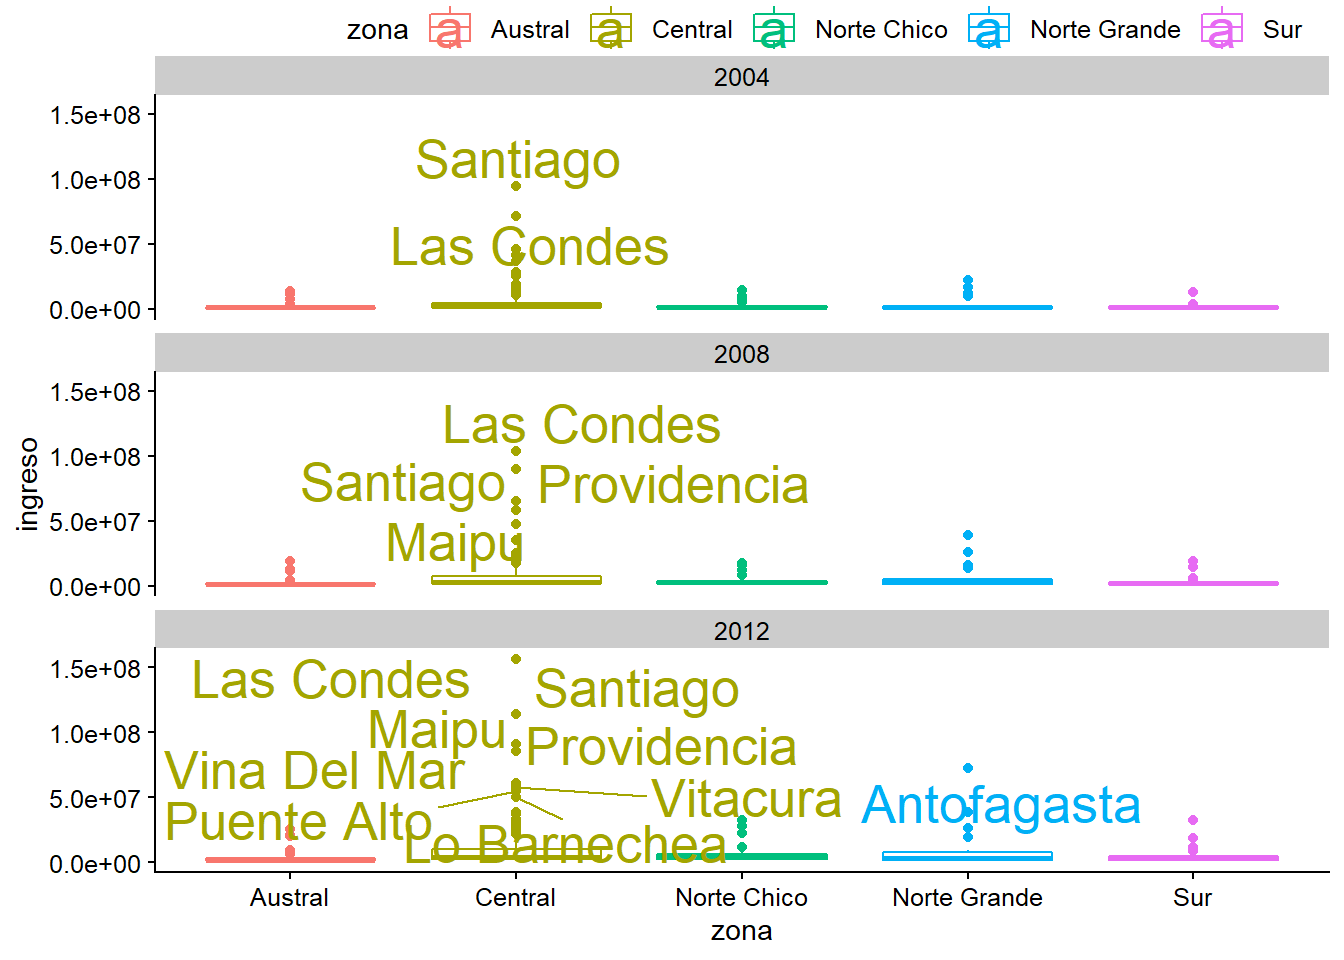 zona a Austral a Central a Norte Chico a Norte Grande a Sur
2004
1.5e+08
Santiago
1.0e+08
Las Condes
5.0e+07
0.0e+00
2008
1.5e+08
Las Condes
1.0e+08
Santiago Providencia
ingreso
5.0e+07
Maipu
0.0e+00
2012
1.5e+08
Las Condes Santiago
1.0e+08
Maipu Providencia
Vina Del Mar
5.0e+07
Vitacura Antofagasta
Puente Alto
Lo Barnechea
0.0e+00
Austral Central Norte Chico Norte Grande Sur
zona